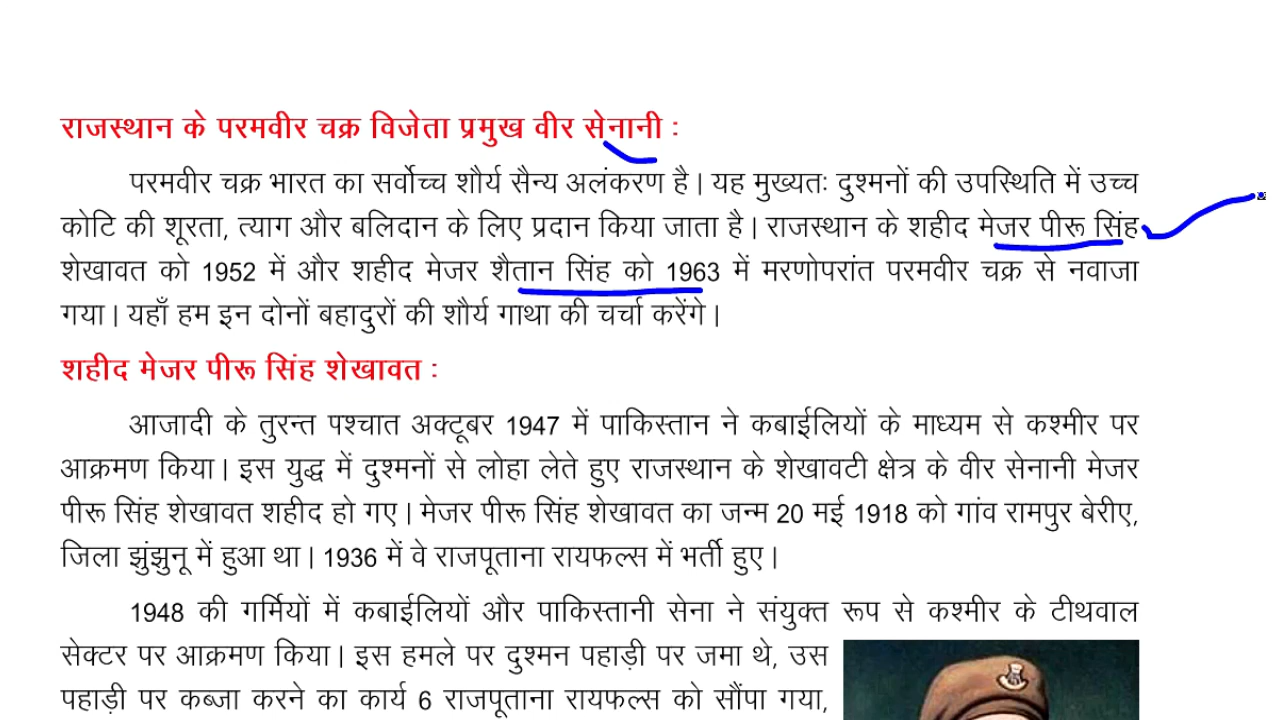 राजस्थान के परमवीर चक्र विजेता प्रमुख वीर सेनानी :
परमवीर चक्र भारत का सर्वोच्च शौर्य सैन्य अलंकरण है। यह मुख्यतः दुश्मनों की उपस्थिति में उच्च
कोटि की शूरता, त्याग और बलिदान के लिए प्रदान किया जाता है। राजस्थान के शहीद मेजर पीरू सिंह
शेखावत को 1952 में और शहीद मेजर शैतान सिंह को 1963 में मरणोपरांत परमवीर चक्र से नवाजा
गया। यहाँ हम इन दोनों बहादुरों की शौर्य गाथा की चर्चा करेंगे।
शहीद मेजर पीरू सिंह शेखावत :
आजादी के तुरन्त पश्चात अक्टूबर 1947 में पाकिस्तान ने कबाईलियों के माध्यम से कश्मीर पर
आक्रमण किया। इस युद्ध में दुश्मनों से लोहा लेते हुए राजस्थान के शेखावटी क्षेत्र के वीर सेनानी मेजर
पीरू सिंह शेखावत शहीद हो गए। मेजर पीरू सिंह शेखावत का जन्म 20 मई 1918 को गांव रामपुर बेरीए,
जिला झुंझुनू में हुआ था। 1936 में वे राजपूताना रायफल्स में भर्ती हुए।
1948 की गर्मियों में कबाईलियों और पाकिस्तानी सेना ने संयुक्त रूप से कश्मीर के टीथवाल
सेक्टर पर आक्रमण किया। इस हमले पर दुश्मन पहाड़ी पर जमा थे, उस
पहाड़ी पर कब्जा करने का कार्य 6 राजपूताना रायफल्स को सौंपा गया,